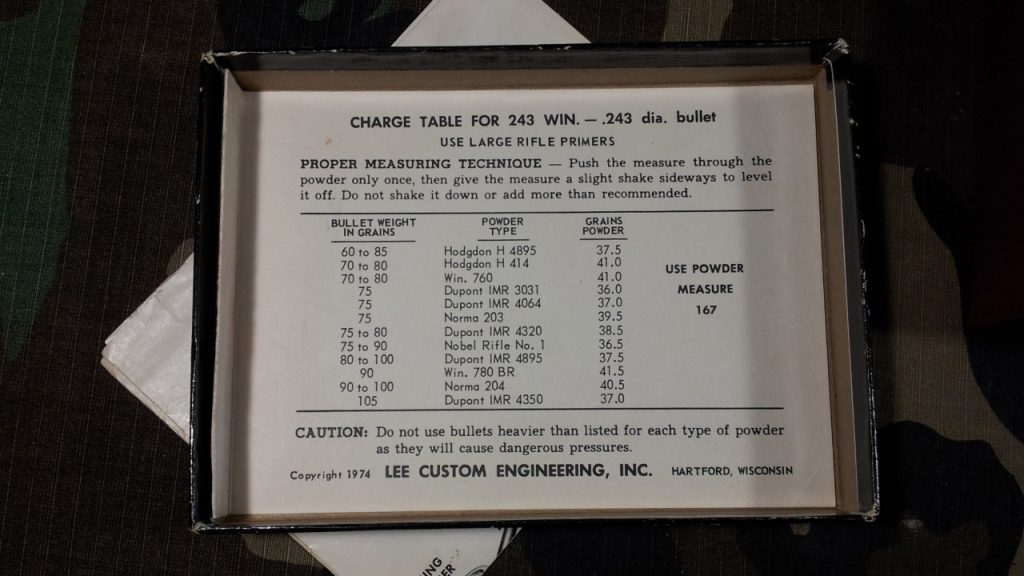 CHARGE TABLE FOR 243 WIN. — .243 dia. bullet
USE LARGE RIFLE PRIMERS
PROPER MEASURING TECHNIQUE — Push the measure through the
powder only once, then give the measure a slight shake sideways to level
it off. Do not shake it down or add more than recommended.
BULLET WEIGHT IN GRAINS POWDER TYPE GRAINS POWDER
60 to 85 Hodgdon H 4895 37.5
70 to 80 Hodgdon H 414 41.0
70 to 80 Win. 760 41.0
75 Dupont IMR 3031 36.0
75 Dupont IMR 4064 37.0
75 Norma 203 39.5
75 to 80 Dupont IMR 4320 38.5
75 to 90 Nobel Rifle No. 1 36.5
80 to 100 Dupont IMR 4895 37.5
90 Win. 780 BR 41.5
90 to 100 Norma 204 40.5
105 Dupont IMR 4350 37.0
USE POWDER
MEASURE
167
CAUTION: Do not use bullets heavier than listed for each type of powder
as they will cause dangerous pressures.
Copyright 1974 LEE CUSTOM ENGINEERING, INC. HARTFORD, WISCONSIN